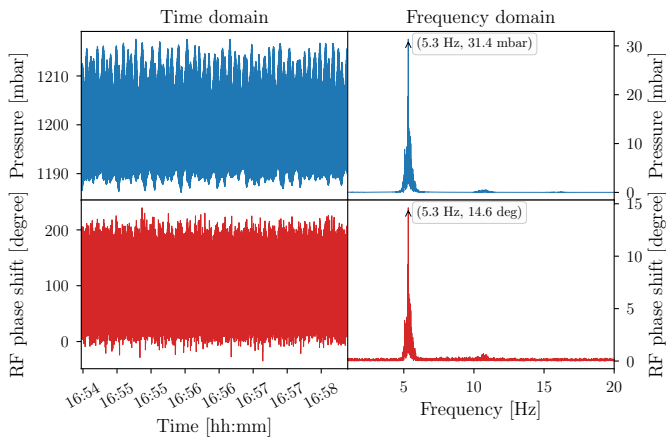 Time domain
Frequency domain
Pressure [mbar]
1210
1200
1190
(5.3 Hz, 31.4 mbar)
30
20
10
0
Pressure [mbar]
RF phase shift [degree]
200
100
0
(5.3 Hz, 14.6 deg)
15
10
5
0
RF phase shift [degree]
16:54
16:55
16:55
16:56
16:56
16:57
16:57
16:58
5
10
15
20
Time [hh:mm]
Frequency [Hz]